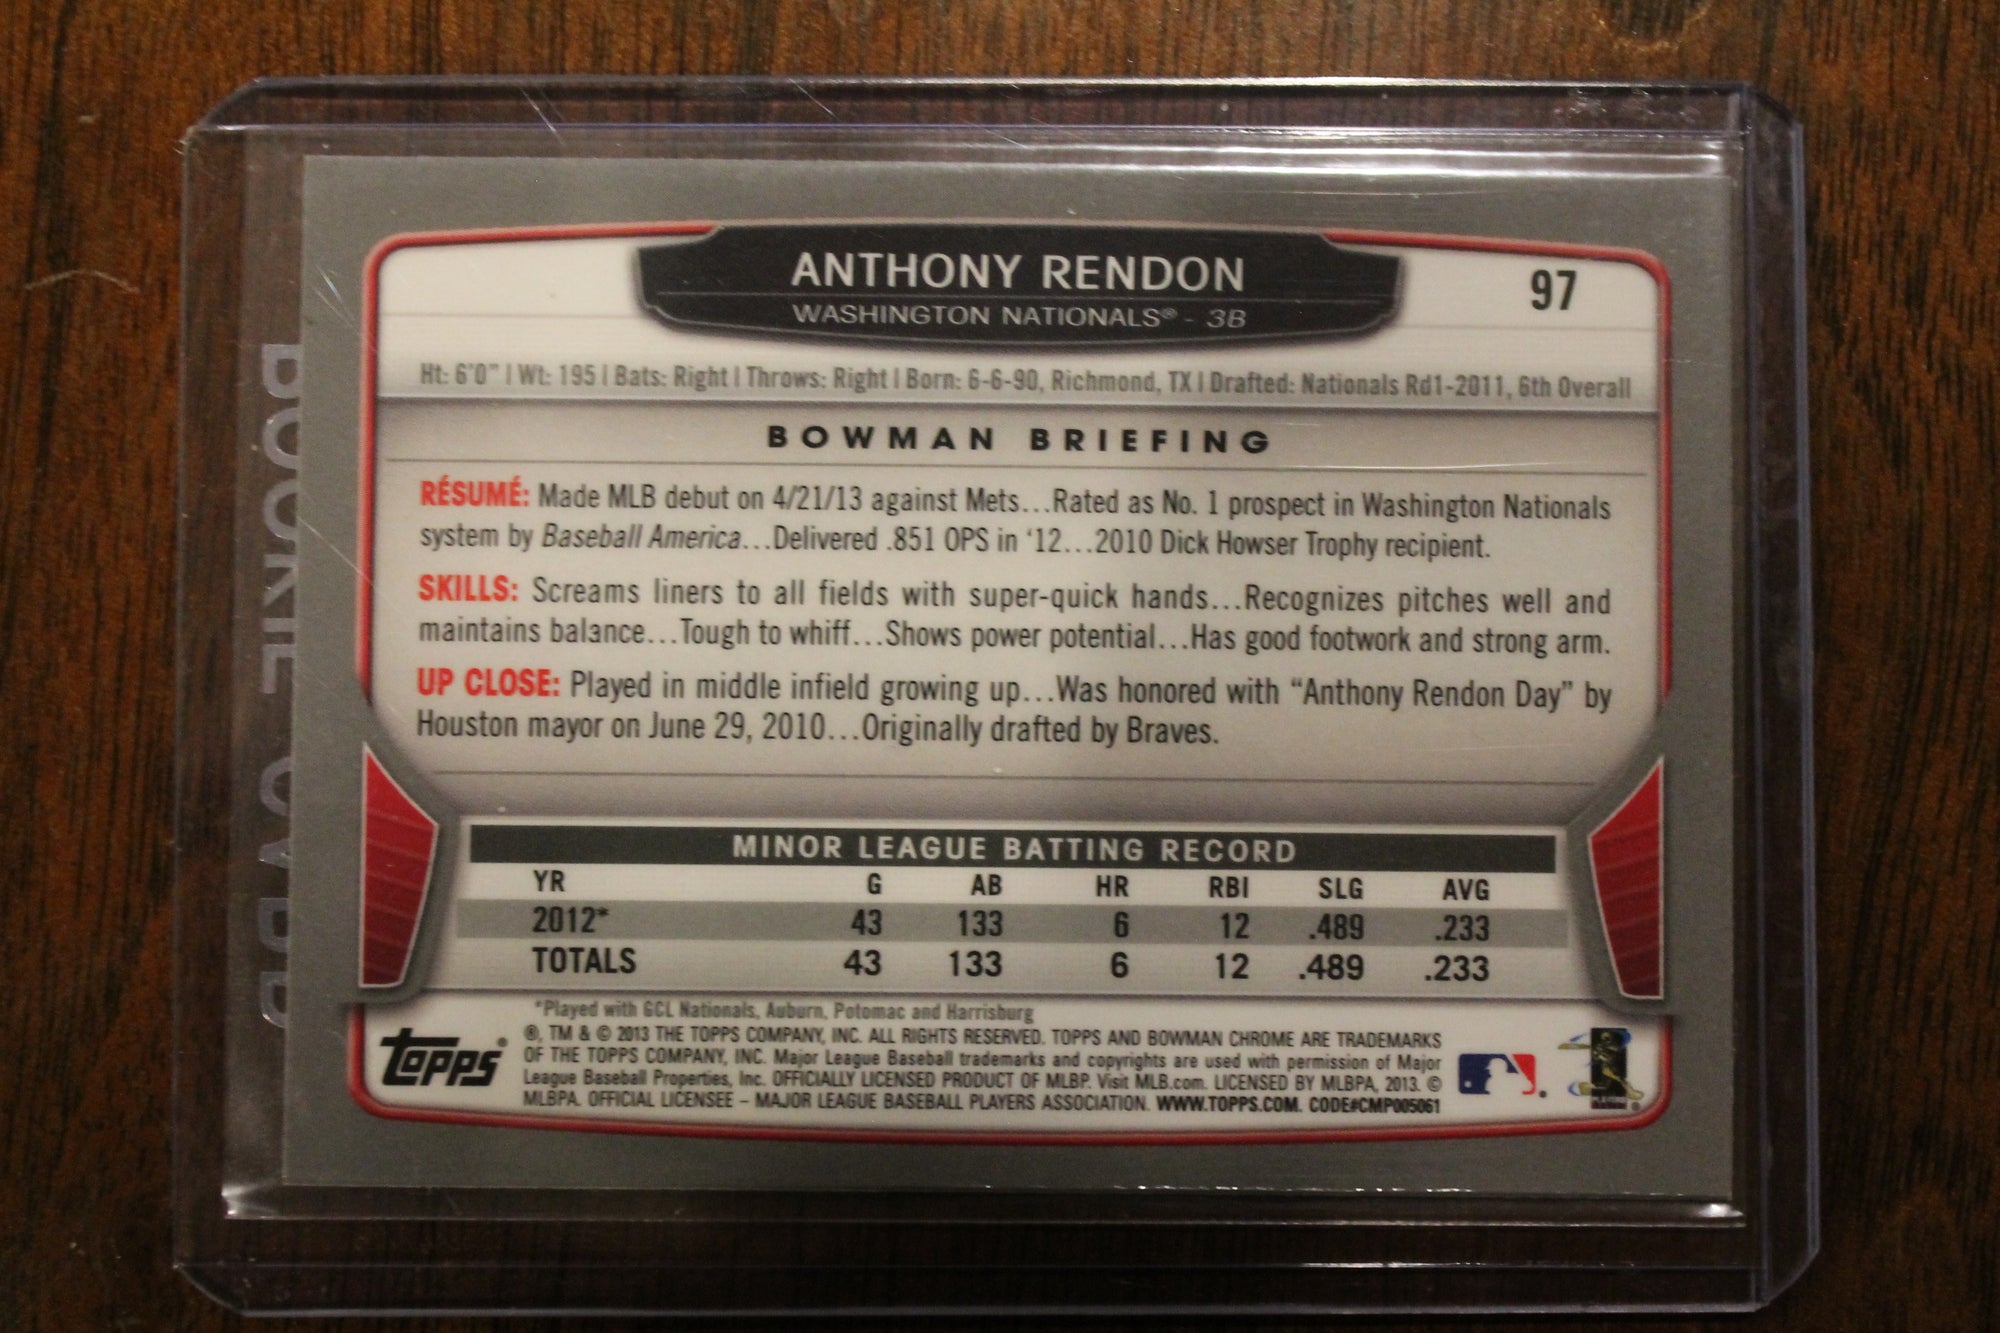 ANTHONY RENDON
WASHINGTON NATIONALS® - 3B
97
Ht: 6'0" | Wt: 195 | Bats: Right | Throws: Right | Born: 6-6-90, Richmond, TX | Drafted: Nationals Rd1-2011, 6th Overall
BOWMAN BRIEFING
RÉSUMÉ: Made MLB debut on 4/21/13 against Mets...Rated as No. 1 prospect in Washington Nationals
system by Baseball America...Delivered .851 OPS in '12...2010 Dick Howser Trophy recipient.
SKILLS: Screams liners to all fields with super-quick hands...Recognizes pitches well and
maintains balance...Tough to whiff...Shows power potential...Has good footwork and strong arm.
UP CLOSE: Played in middle infield growing up...Was honored with “Anthony Rendon Day” by
Houston mayor on June 29, 2010...Originally drafted by Braves.
MINOR LEAGUE BATTING RECORD
YR G AB HR RBI SLG AVG
2012* 43 133 6 12 .489 .233
TOTALS 43 133 6 12 .489 .233
*Played with GCL Nationals, Auburn, Potomac and Harrisburg
®, TM & © 2013 THE TOPPS COMPANY, INC. ALL RIGHTS RESERVED. TOPPS AND BOWMAN CHROME ARE TRADEMARKS
OF THE TOPPS COMPANY, INC. Major League Baseball trademarks and copyrights are used with permission of Major
League Baseball Properties, Inc. OFFICIALLY LICENSED PRODUCT OF MLBP. Visit MLB.com. LICENSED BY MLBPA, 2013. ©
MLBPA. OFFICIAL LICENSEE – MAJOR LEAGUE BASEBALL PLAYERS ASSOCIATION. WWW.TOPPS.COM. CODE#CMP005061
topps®